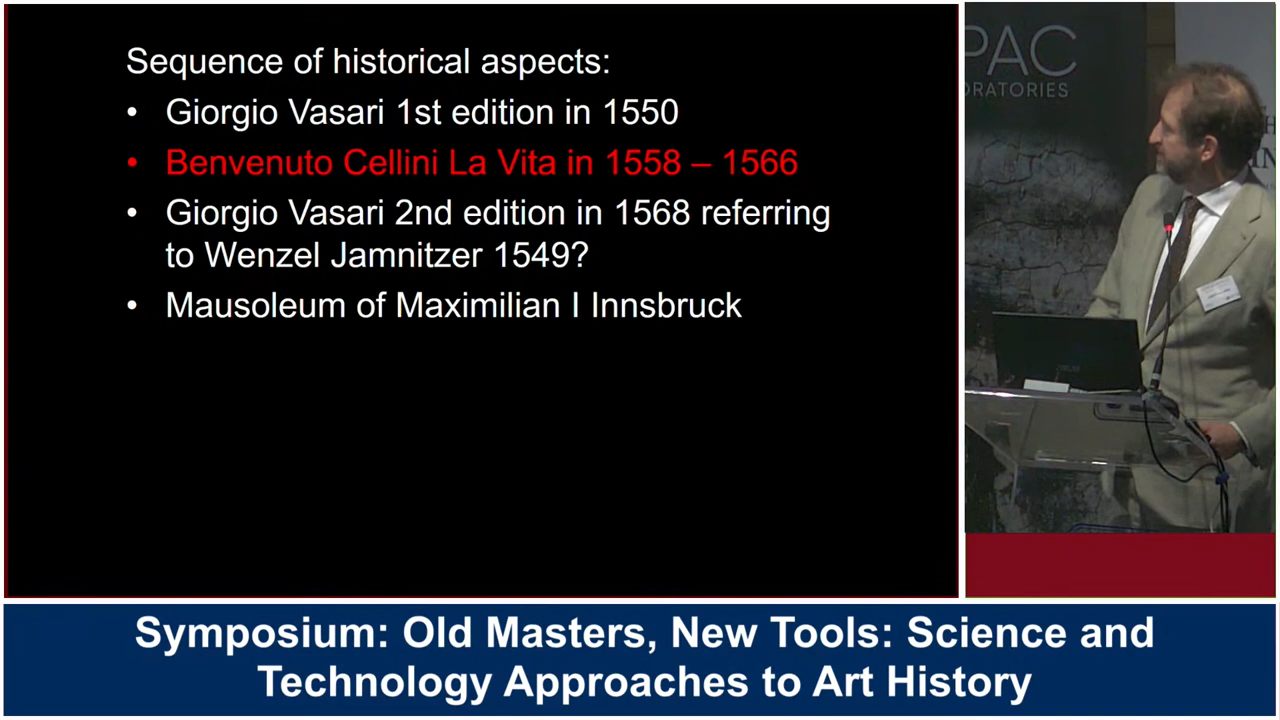 Sequence of historical aspects:
• Giorgio Vasari 1st edition in 1550
• Benvenuto Cellini La Vita in 1558 – 1566
• Giorgio Vasari 2nd edition in 1568 referring
to Wenzel Jamnitzer 1549?
• Mausoleum of Maximilian I Innsbruck
PAC
ORATORIES
Symposium: Old Masters, New Tools: Science and
Technology Approaches to Art History